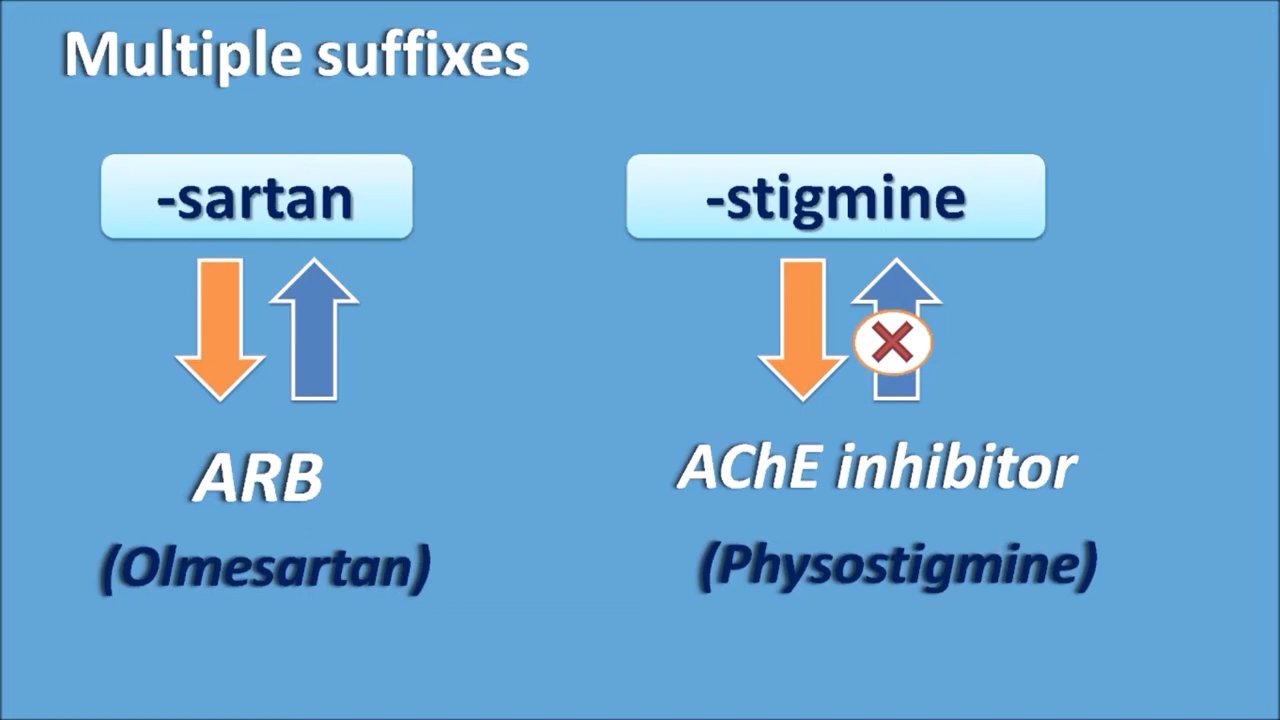 Multiple suffixes
-sartan
-stigmine
ARB
AChE inhibitor
(Olmesartan)
(Physostigmine)